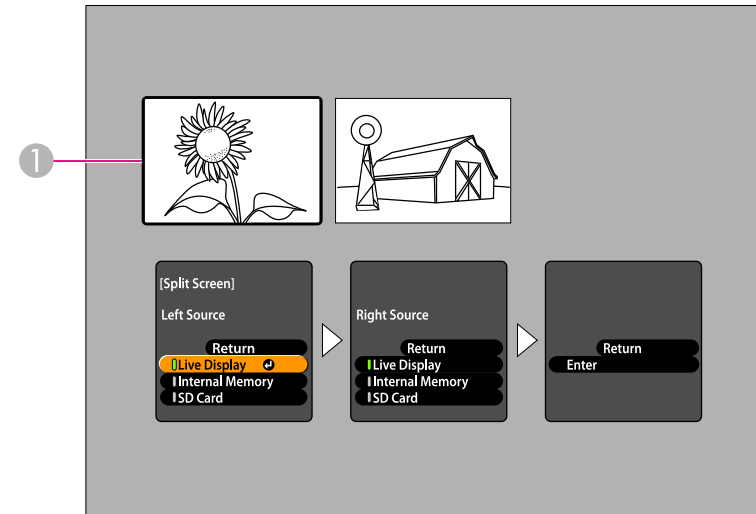 1
[Split Screen]
Left Source
Return
Live Display
Internal Memory
SD Card
Right Source
Return
Live Display
Internal Memory
SD Card
Return
Enter